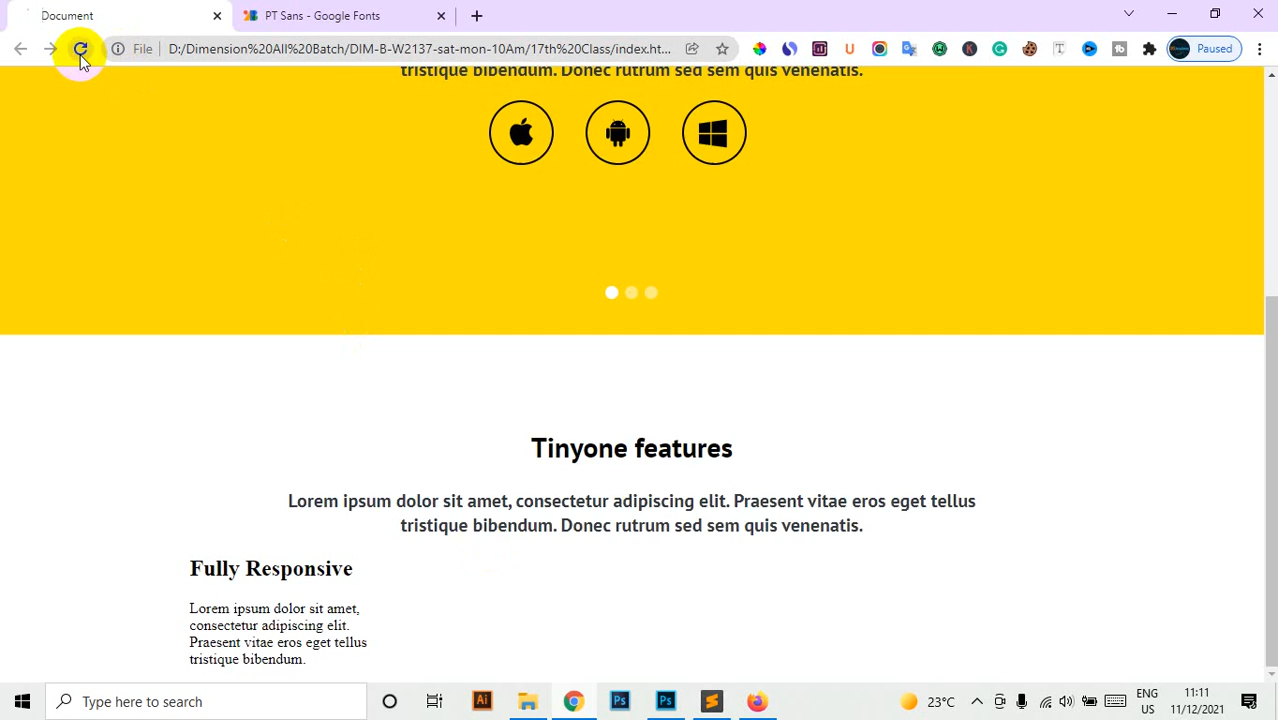 Document
PT Sans - Google Fonts
File
D:/Dimension%20All%20Batch/DIM-B-W2137-sat-mon-10Am/17th%20Class/index.ht...
Paused
tristique bibendum. Donec rutrum sed sem quis venenatis.
Tinyone features
Lorem ipsum dolor sit amet, consectetur adipiscing elit. Praesent vitae eros eget tellus
tristique bibendum. Donec rutrum sed sem quis venenatis.
Fully Responsive
Lorem ipsum dolor sit amet,
consectetur adipiscing elit.
Praesent vitae eros eget tellus
tristique bibendum.
Type here to search
Ai
Ps
Ps
23°C
ENG
US
11:11
11/12/2021